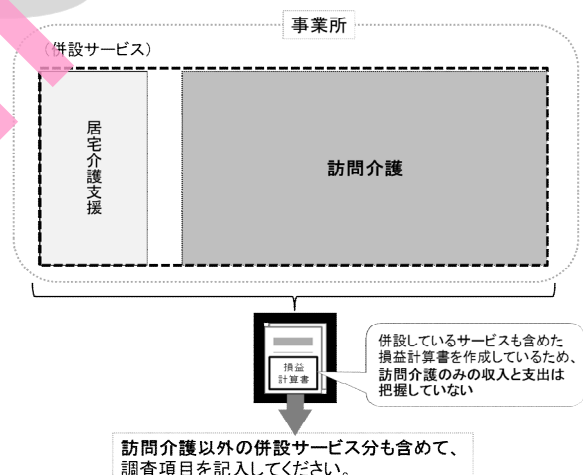 事業所
(併設サービス)
居宅介護支援
訪問介護
損益
計算書
併設しているサービスも含めた
損益計算書を作成しているため、
訪問介護のみの収入と支出は
把握していない
訪問介護以外の併設サービス分も含めて、
調査項目を記入してください。